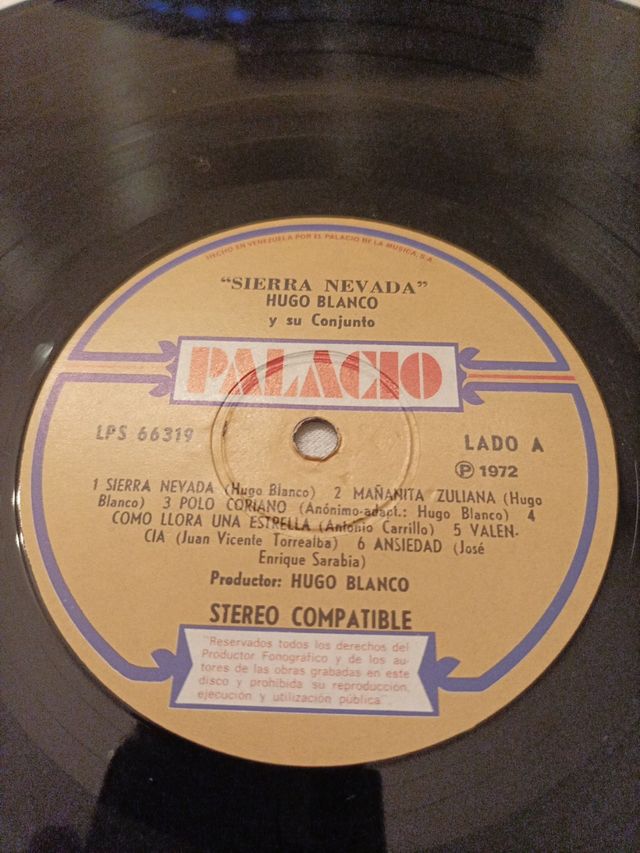 HECHO EN VENEZUELA POR EL PALACIO DE LA MUSICA, S.A.
"SIERRA NEVADA"
HUGO BLANCO
y su Conjunto
PALACIO
LPS 66319
LADO A
Ⓟ 1972
1 SIERRA NEVADA (Hugo Blanco) 2 MAÑANITA ZULIANA (Hugo
Blanco) 3 POLO CORIANO (Anónimo-adapt.: Hugo Blanco) 4
COMO LLORA UNA ESTRELLA (Antonio Carrillo) 5 VALEN-
CIA (Juan Vicente Torrealba) 6 ANSIEDAD (José
Enrique Sarabia)
Productor: HUGO BLANCO
STEREO COMPATIBLE
"Reservados todos los derechos del
Productor Fonográfico y de los au-
tores de las obras grabadas en este
disco y prohibida su reproducción,
ejecución y utilización pública"